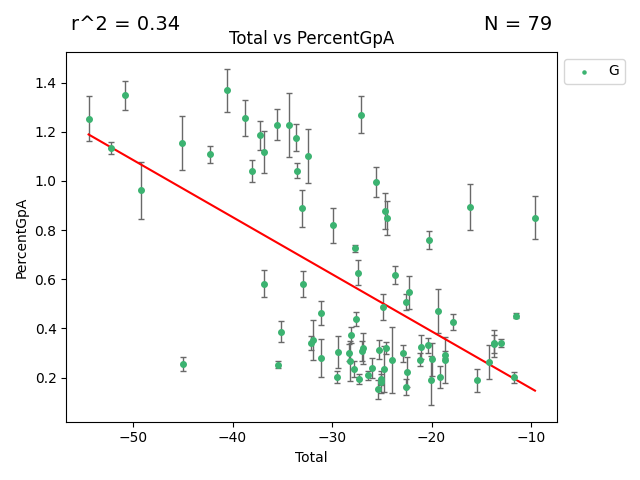 r^2 = 0.34
N = 79
Total vs PercentGpA
G
PercentGpA
1.4
1.2
1.0
0.8
0.6
0.4
0.2
−50
−40
−30
−20
−10
Total